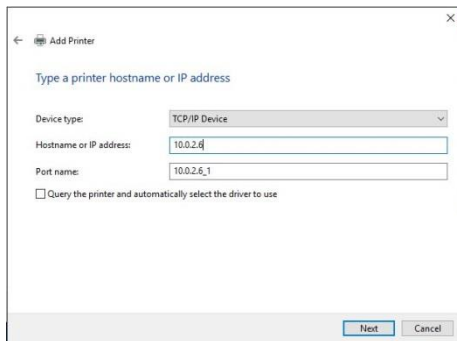 Add Printer
Type a printer hostname or IP address
Device type: TCP/IP Device
Hostname or IP address: 10.0.2.6
Port name: 10.0.2.6_1
Query the printer and automatically select the driver to use
Next Cancel